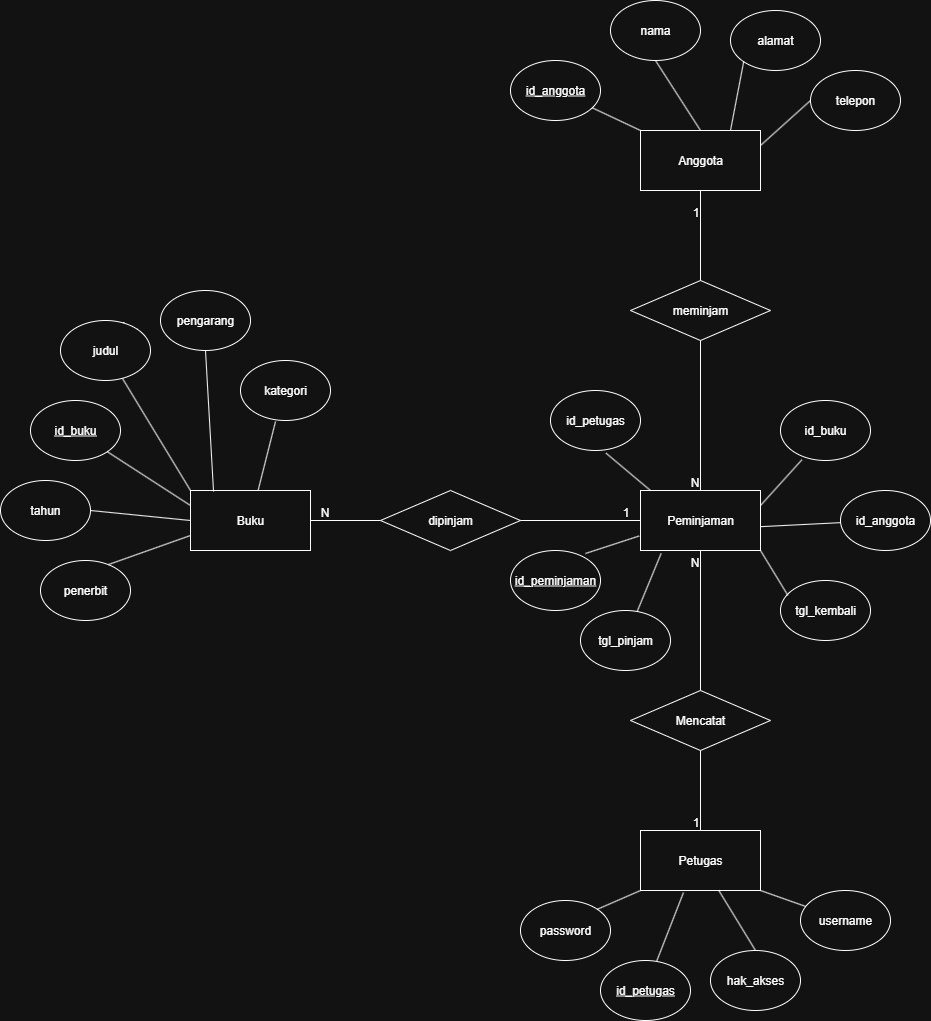 nama
alamat
id_anggota
telepon
Anggota
1
meminjam
pengarang
judul
kategori
id_buku
tahun
penerbit
Buku
N
dipinjam
1
id_petugas
id_buku
N
Peminjaman
id_anggota
id_peminjaman
N
tgl_pinjam
tgl_kembali
Mencatat
1
Petugas
password
id_petugas
hak_akses
username